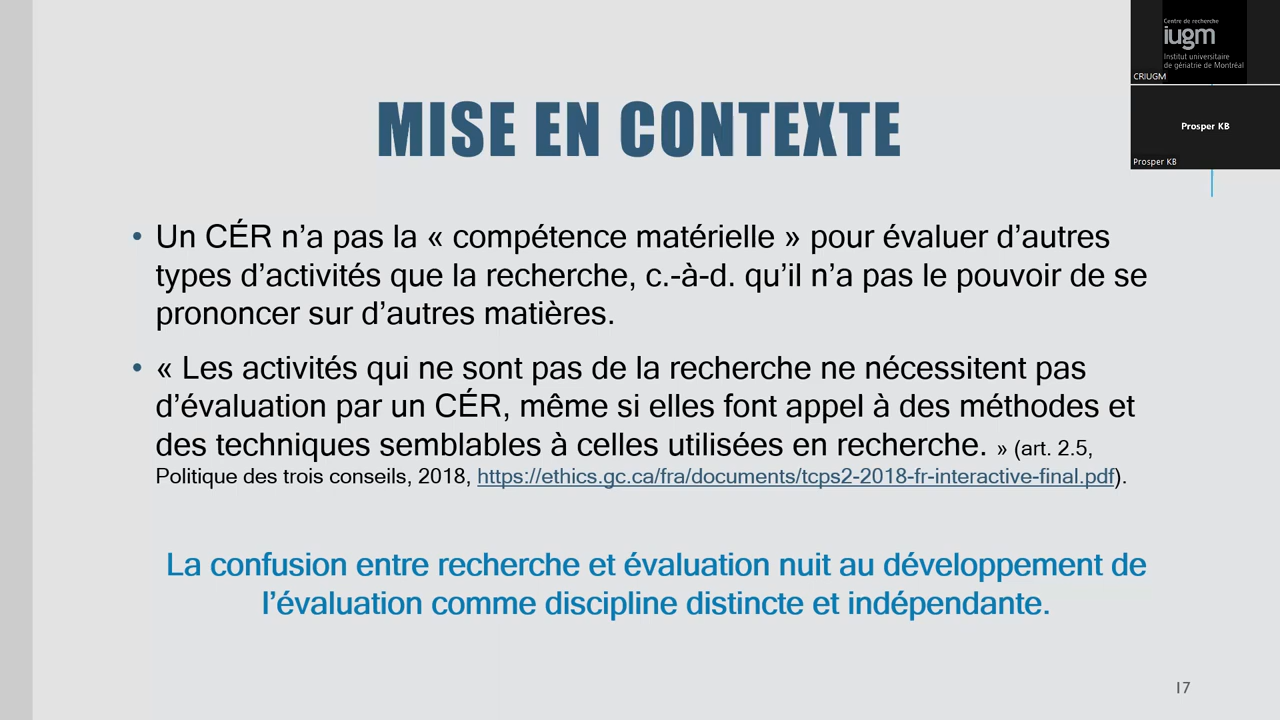 Centre de recherche
iugm
Institut universitaire
de gériatrie de Montréal
CRIUGM
Prosper KB
Prosper KB
MISE EN CONTEXTE
• Un CÉR n’a pas la « compétence matérielle » pour évaluer d’autres
types d’activités que la recherche, c.-à-d. qu’il n’a pas le pouvoir de se
prononcer sur d’autres matières.
• « Les activités qui ne sont pas de la recherche ne nécessitent pas
d’évaluation par un CÉR, même si elles font appel à des méthodes et
des techniques semblables à celles utilisées en recherche. » (art. 2.5,
Politique des trois conseils, 2018, https://ethics.gc.ca/fra/documents/tcps2-2018-fr-interactive-final.pdf).
La confusion entre recherche et évaluation nuit au développement de
l’évaluation comme discipline distincte et indépendante.
17